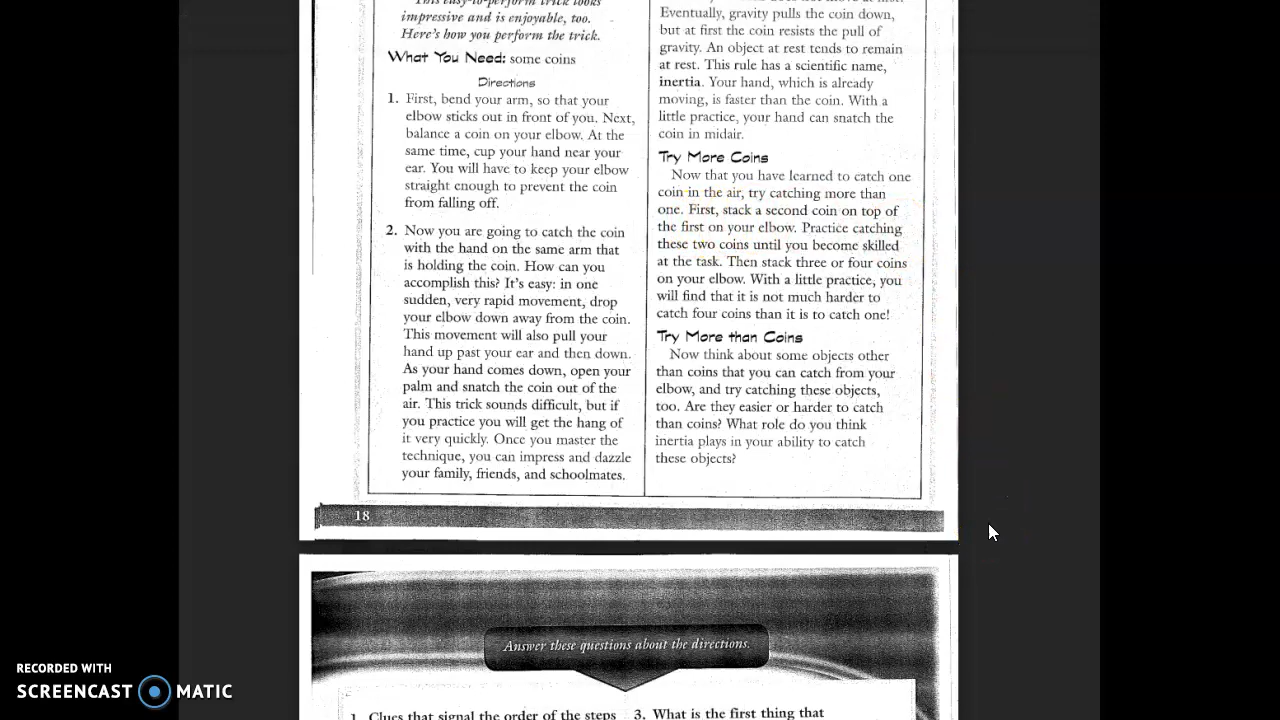 This easy-to-perform trick looks
impressive and is enjoyable, too.
Here's how you perform the trick.
What You Need: some coins
Directions
1. First, bend your arm, so that your
elbow sticks out in front of you. Next,
balance a coin on your elbow. At the
same time, cup your hand near your
ear. You will have to keep your elbow
straight enough to prevent the coin
from falling off.
2. Now you are going to catch the coin
with the hand on the same arm that
is holding the coin. How can you
accomplish this? It's easy: in one
sudden, very rapid movement, drop
your elbow down away from the coin.
This movement will also pull your
hand up past your ear and then down.
As your hand comes down, open your
palm and snatch the coin out of the
air. This trick sounds difficult, but if
you practice you will get the hang of
it very quickly. Once you master the
technique, you can impress and dazzle
your family, friends, and schoolmates.
Eventually, gravity pulls the coin down,
but at first the coin resists the pull of
gravity. An object at rest tends to remain
at rest. This rule has a scientific name,
inertia. Your hand, which is already
moving, is faster than the coin. With a
little practice, your hand can snatch the
coin in midair.
Try More Coins
Now that you have learned to catch one
coin in the air, try catching more than
one. First, stack a second coin on top of
the first on your elbow. Practice catching
these two coins until you become skilled
at the task. Then stack three or four coins
on your elbow. With a little practice, you
will find that it is not much harder to
catch four coins than it is to catch one!
Try More than Coins
Now think about some objects other
than coins that you can catch from your
elbow, and try catching these objects,
too. Are they easier or harder to catch
than coins? What role do you think
inertia plays in your ability to catch
these objects?
18
Answer these questions about the directions.
1. Clues that signal the order of the steps
3. What is the first thing that
RECORDED WITH
SCREENCAST MATIC